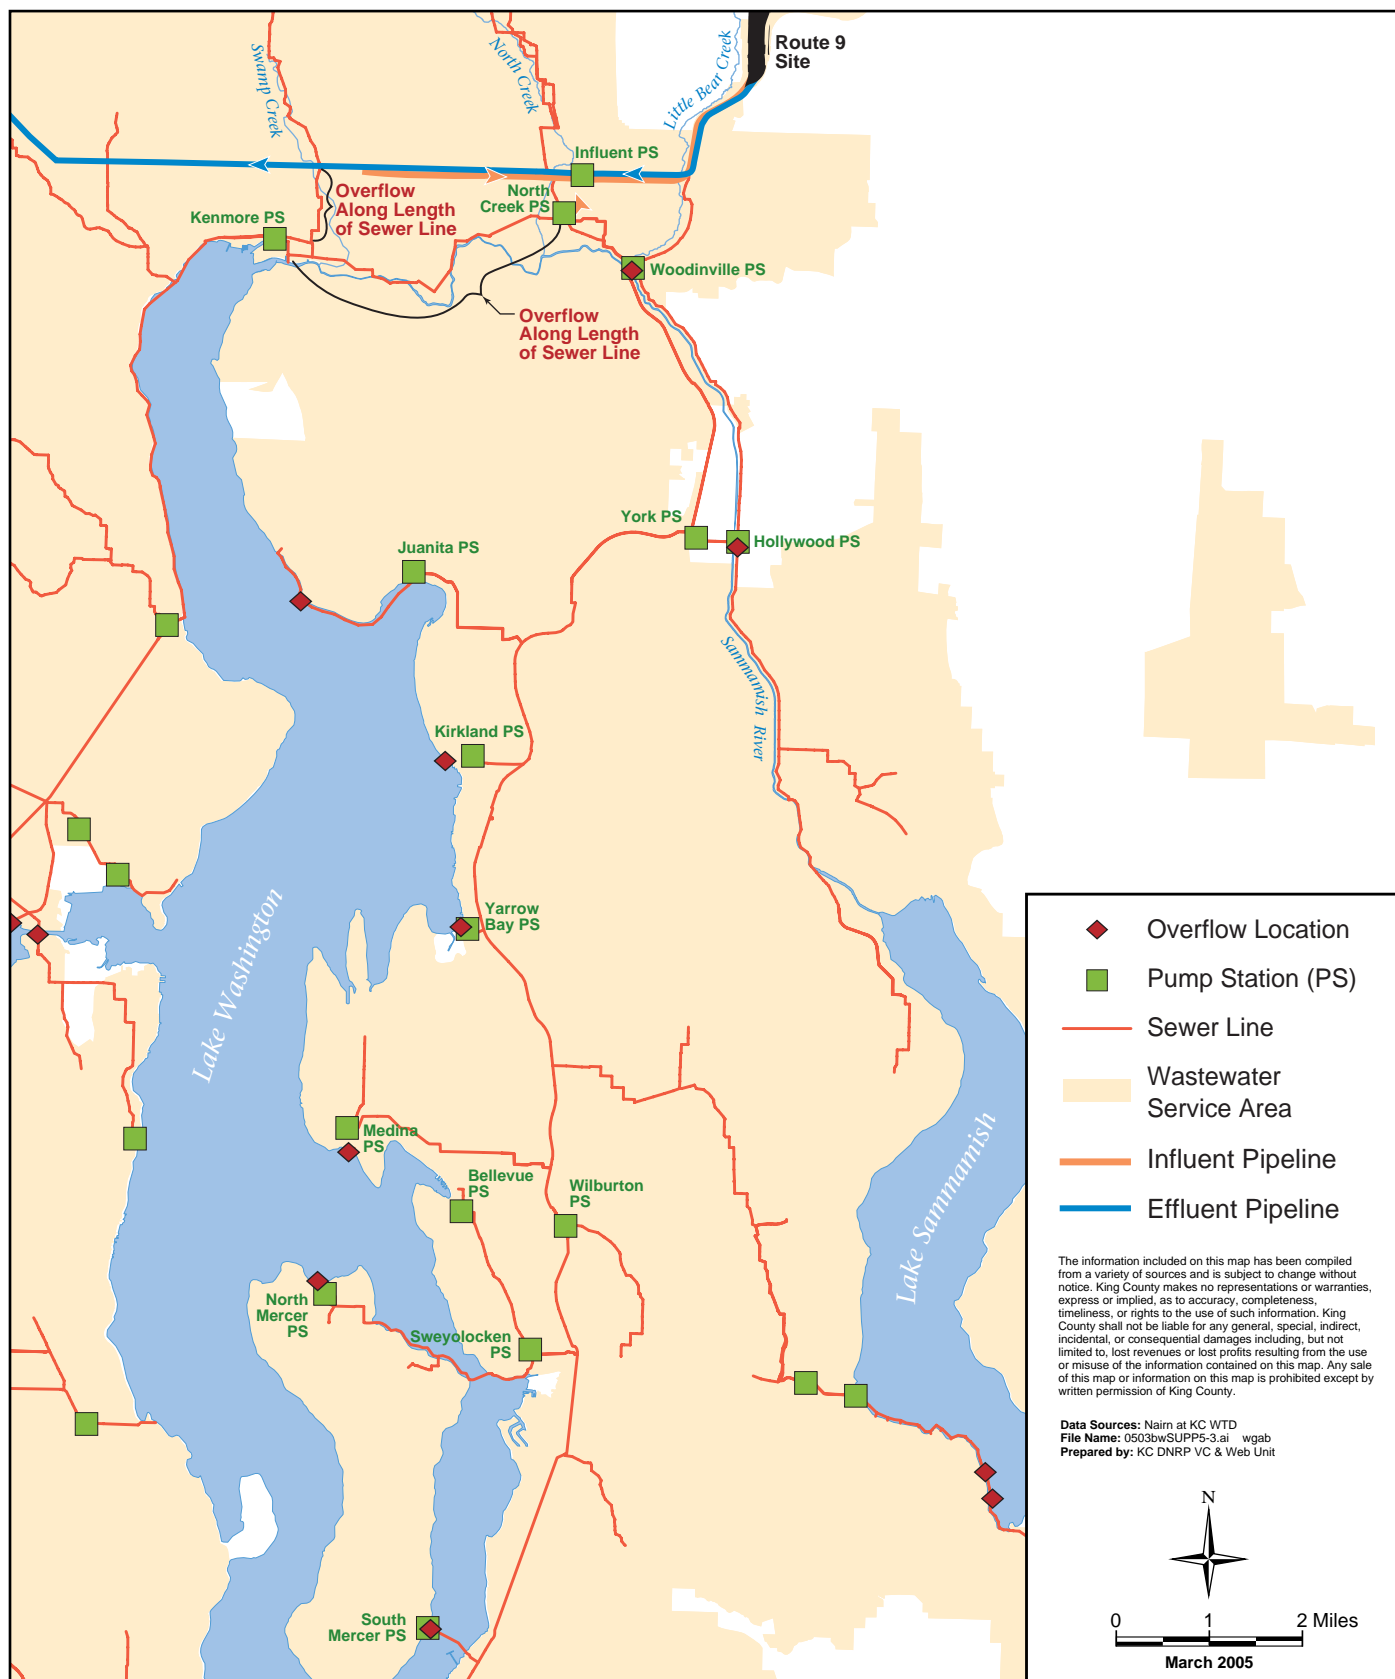 Route 9
Site
Swamp Creek
North Creek
Little Bear Creek
Influent PS
North
Creek PS
Overflow
Along Length
of Sewer Line
Kenmore PS
Woodinville PS
Overflow
Along Length
of Sewer Line
York PS
Hollywood PS
Juanita PS
Sammamish River
Kirkland PS
Yarrow
Bay PS
Lake Washington
Medina
PS
Bellevue
PS
Wilburton
PS
Lake Sammamish
North
Mercer
PS
Sweyolocken
PS
South
Mercer PS
Overflow Location
Pump Station (PS)
Sewer Line
Wastewater
Service Area
Influent Pipeline
Effluent Pipeline
The information included on this map has been compiled
from a variety of sources and is subject to change without
notice. King County makes no representations or warranties,
express or implied, as to accuracy, completeness,
timeliness, or rights to the use of such information. King
County shall not be liable for any general, special, indirect,
incidental, or consequential damages including, but not
limited to, lost revenues or lost profits resulting from the use
or misuse of the information contained on this map. Any sale
of this map or information on this map is prohibited except by
written permission of King County.
Data Sources: Nairn at KC WTD
File Name: 0503bwSUPP5-3.ai wgab
Prepared by: KC DNRP VC & Web Unit
N
0 1 2 Miles
March 2005